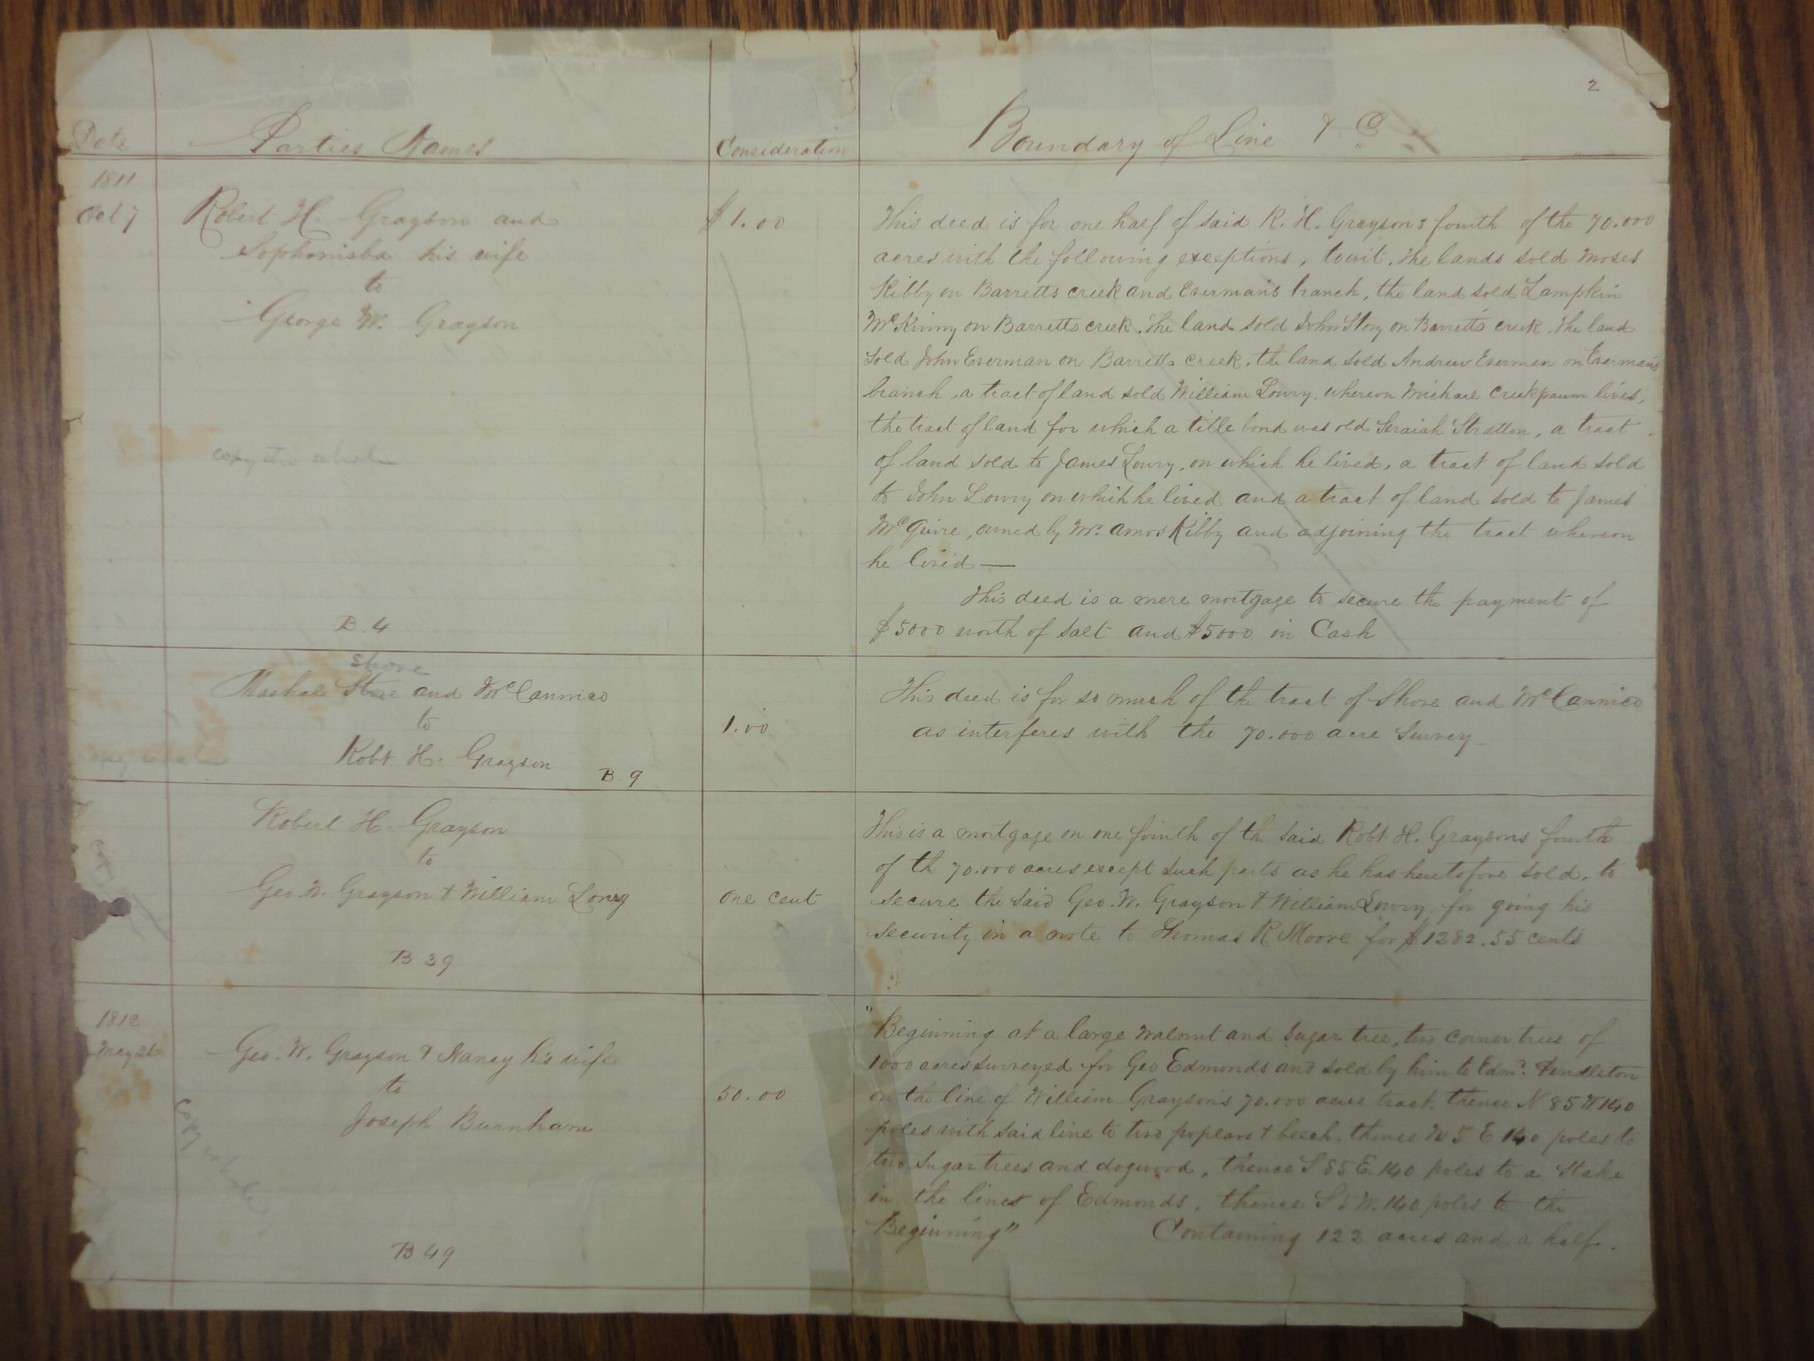 2
Date Parties Names Consideration Boundary of Line & C
1811
Oct 7 Robert H. Grayson and $1.00
Sophonisba his wife
to
George W. Grayson
This deed is for one half of said R. H. Graysons fourth of the 70.000
acres with the following exceptions, towit. The lands sold Moses
Kibby on Barretts creek and Everman's branch, the land sold Lampkin
McKinny on Barretts creek. The land sold John Story on Barretts creek. The land
sold John Everman on Barretts creek, the land sold Andrew Everman on Everman's
branch, a tract of land sold William Lowry, whereon Michael Creekpaum lives,
the tract of land for which a title bond was old Seraiah Stratton, a tract
of land sold to James Lowry, on which he lived, a tract of land sold
to John Lowry on which he lived and a tract of land sold to James
McGuire, owned by Mr. Amos Kibby and adjoining the tract whereon
he lived —
This deed is a mere mortgage to secure the payment of
$5000 worth of salt and $5000 in Cash
copy the whole
B. 4
Shore
Stae and McCannico
to
Robt H. Grayson B. 9
1.00
This deed is for so much of the tract of Shore and McCannico
as interferes with the 70.000 acre Survey
Robert H. Grayson
to
Geo. W. Grayson & William Lowry
B 39
one cent
This is a mortgage on one fourth of the said Robt H. Graysons fourth
of th 70.000 acres except such parts as he has heretofore sold, to
secure the said Geo. W. Grayson & William Lowry for going his
security in a note to Thomas R Moore for $1282.55 cents
1812
May 26 Geo. W. Grayson & Nancy his wife
to
Joseph Burnham
copy whole
B 49
50.00
"Beginning at a large Walnut and Sugar tree, two corner trees of
1000 acres surveyed for Geo Edmonds and sold by him to Edmd. Pendleton
on the line of William Grayson's 70.000 acres tract. thence N 85 W 140
poles with said line to two poplars & beech. thence N 5 E 140 poles to
two Sugar trees and dogwood, thence S 85 E 140 poles to a Stake
in the lines of Edmonds, thence S 5 W. 140 poles to the
Beginning" Containing 122 acres and a half.